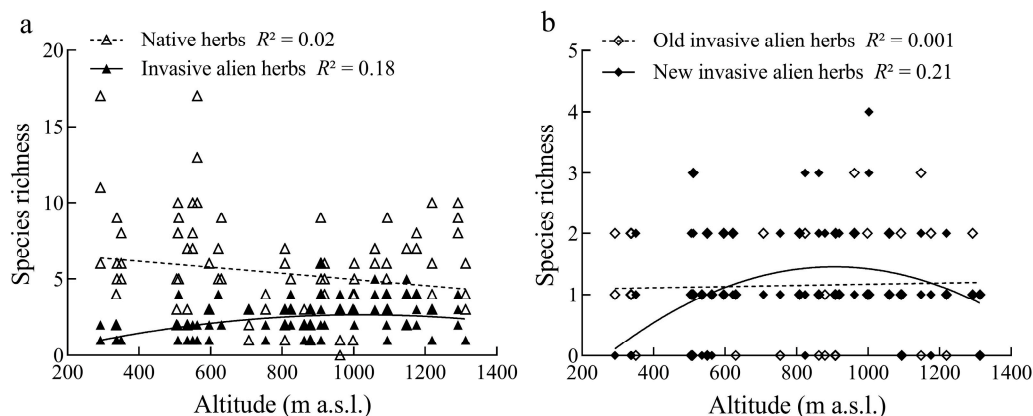 a
Native herbs R² = 0.02
Invasive alien herbs R² = 0.18
20
15
10
5
0
200 400 600 800 1000 1200 1400
Species richness
Altitude (m a.s.l.)
b
Old invasive alien herbs R² = 0.001
New invasive alien herbs R² = 0.21
5
4
3
2
1
0
200 400 600 800 1000 1200 1400
Species richness
Altitude (m a.s.l.)